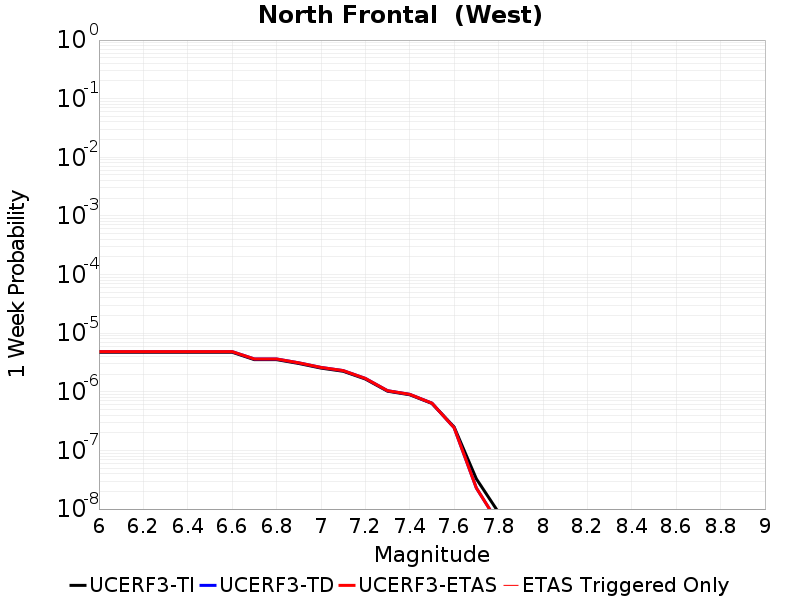 North Frontal  (West)
1 Week Probability
10^0
10^-1
10^-2
10^-3
10^-4
10^-5
10^-6
10^-7
10^-8
6 6.2 6.4 6.6 6.8 7 7.2 7.4 7.6 7.8 8 8.2 8.4 8.6 8.8 9
Magnitude
UCERF3-TI UCERF3-TD UCERF3-ETAS ETAS Triggered Only